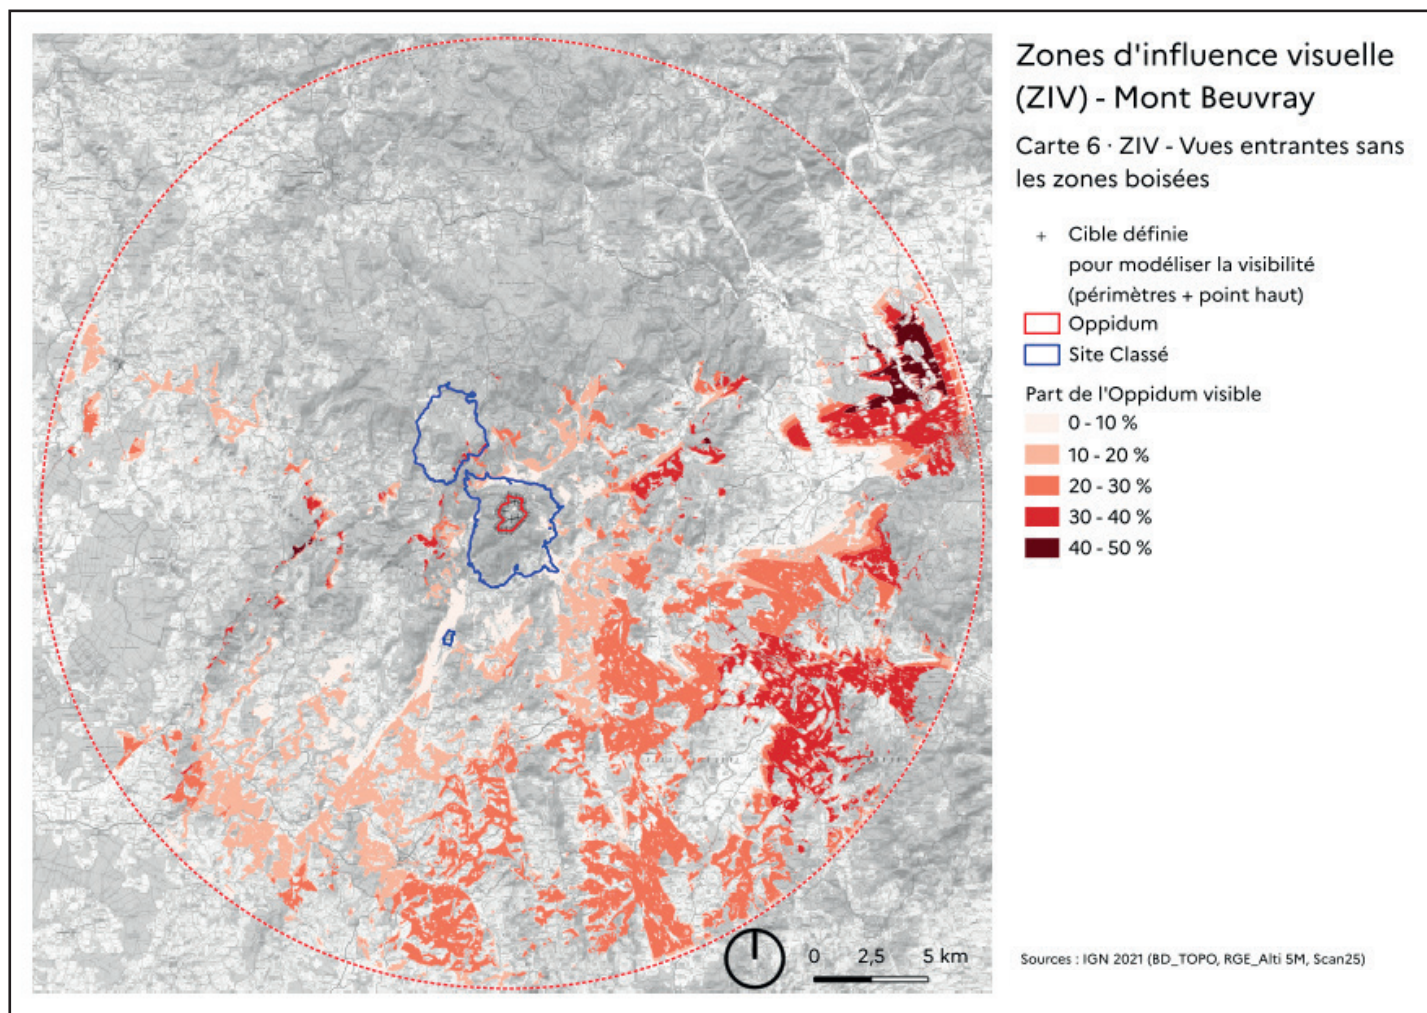 Zones d'influence visuelle
(ZIV) - Mont Beuvray
Carte 6 · ZIV - Vues entrantes sans
les zones boisées
+ Cible définie
pour modéliser la visibilité
(périmètres + point haut)
Oppidum
Site Classé
Part de l'Oppidum visible
0 - 10 %
10 - 20 %
20 - 30 %
30 - 40 %
40 - 50 %
0 2,5 5 km
Sources : IGN 2021 (BD_TOPO, RGE_Alti 5M, Scan25)